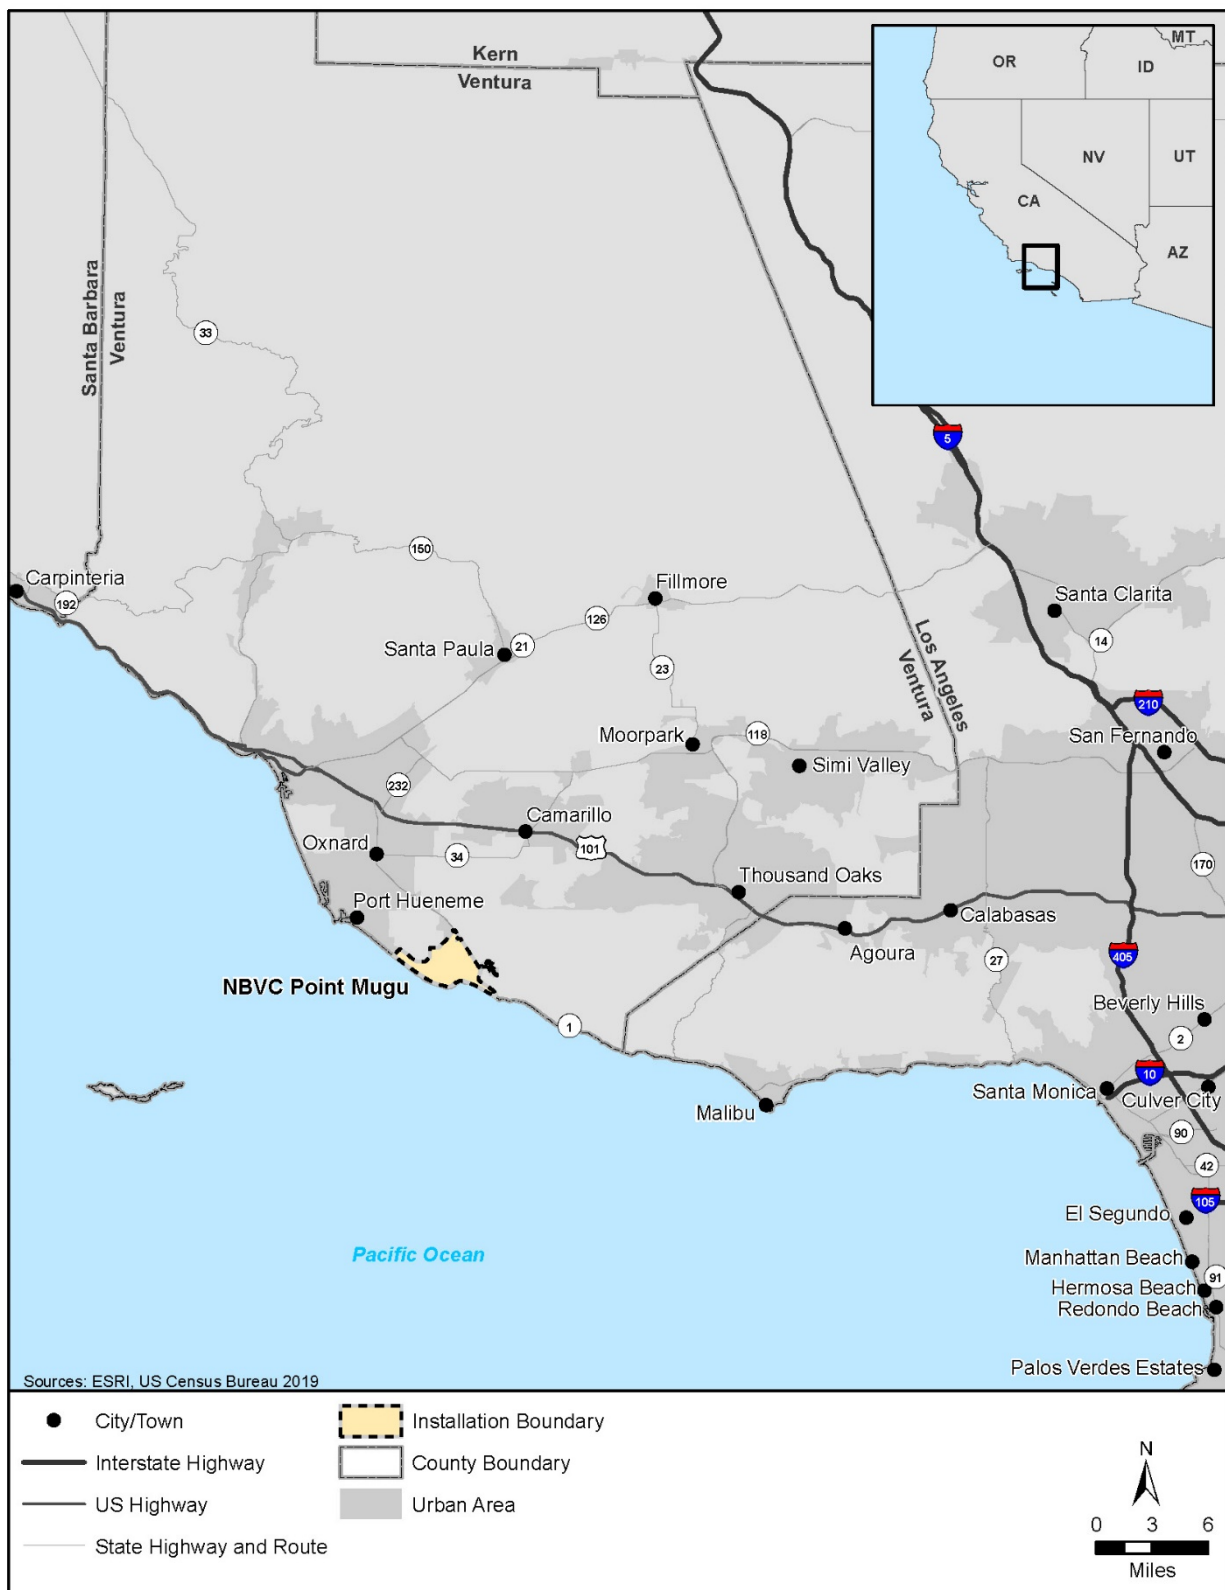 Kern
Ventura
Santa Barbara
Ventura
MT
OR
ID
NV
UT
CA
AZ
33
5
150
Carpinteria
192
Fillmore
Santa Clarita
126
21
Santa Paula
23
14
Los Angeles
Ventura
210
Moorpark
118
San Fernando
Simi Valley
232
Camarillo
Oxnard
34
101
170
Thousand Oaks
Port Hueneme
Calabasas
Agoura
27
405
NBVC Point Mugu
Beverly Hills
1
2
10
Santa Monica
Culver City
Malibu
90
42
105
El Segundo
Pacific Ocean
Manhattan Beach
91
Hermosa Beach
Redondo Beach
Palos Verdes Estates
Sources: ESRI, US Census Bureau 2019
City/Town
Installation Boundary
Interstate Highway
County Boundary
US Highway
Urban Area
State Highway and Route
N
0 3 6
Miles